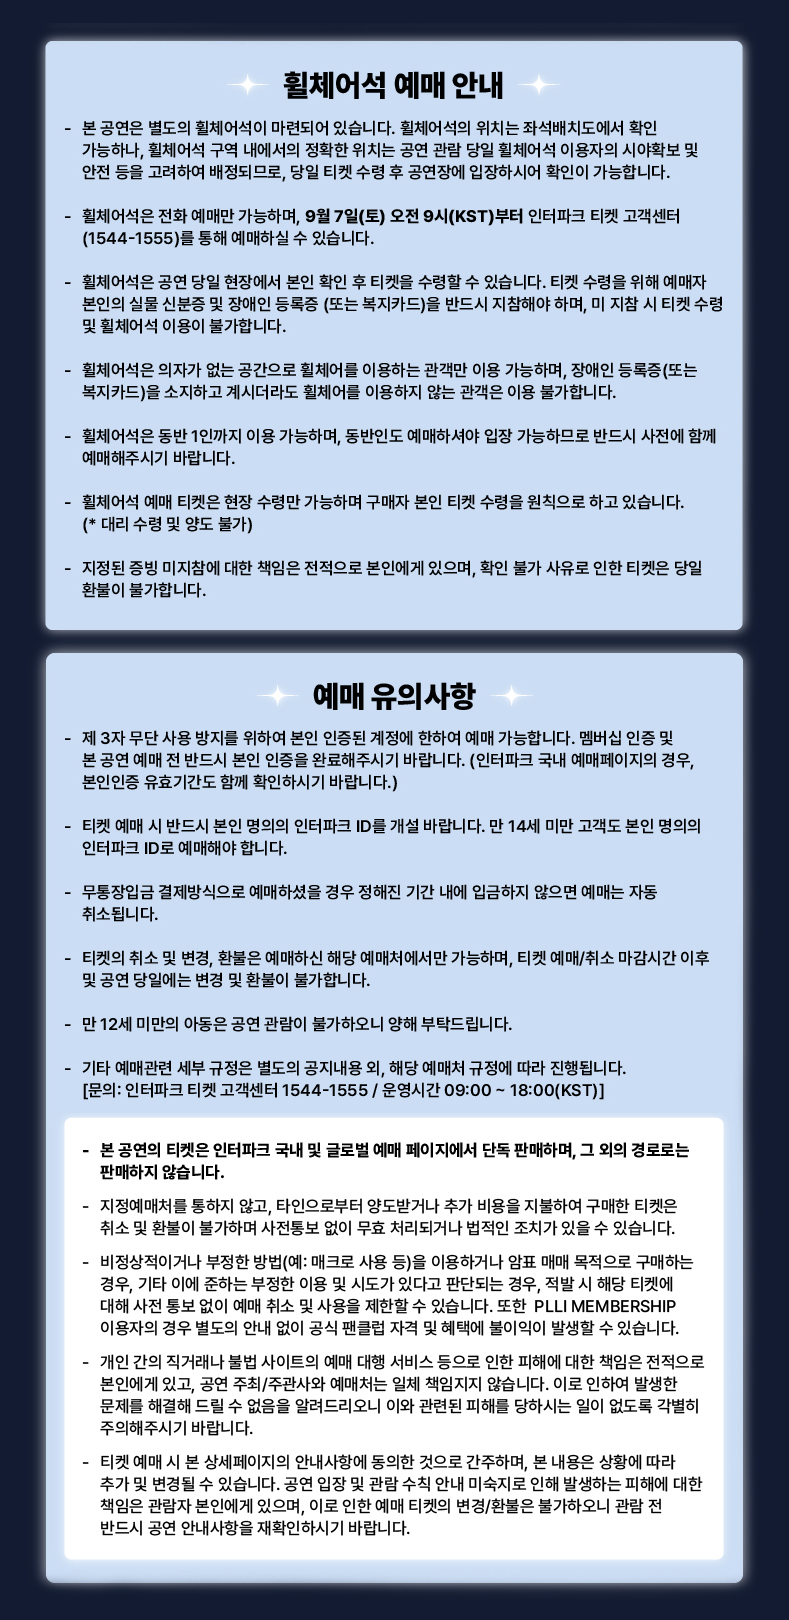 휠체어석 예매 안내
- 본 공연은 별도의 휠체어석이 마련되어 있습니다. 휠체어석의 위치는 좌석배치도에서 확인
가능하나, 휠체어석 구역 내에서의 정확한 위치는 공연 관람 당일 휠체어석 이용자의 시야확보 및
안전 등을 고려하여 배정되므로, 당일 티켓 수령 후 공연장에 입장하시어 확인이 가능합니다.
- 휠체어석은 전화 예매만 가능하며, 9월 7일(토) 오전 9시(KST)부터 인터파크 티켓 고객센터
(1544-1555)를 통해 예매하실 수 있습니다.
- 휠체어석은 공연 당일 현장에서 본인 확인 후 티켓을 수령할 수 있습니다. 티켓 수령을 위해 예매자
본인의 실물 신분증 및 장애인 등록증 (또는 복지카드)을 반드시 지참해야 하며, 미 지참 시 티켓 수령
및 휠체어석 이용이 불가합니다.
- 휠체어석은 의자가 없는 공간으로 휠체어를 이용하는 관객만 이용 가능하며, 장애인 등록증(또는
복지카드)을 소지하고 계시더라도 휠체어를 이용하지 않는 관객은 이용 불가합니다.
- 휠체어석은 동반 1인까지 이용 가능하며, 동반인도 예매하셔야 입장 가능하므로 반드시 사전에 함께
예매해주시기 바랍니다.
- 휠체어석 예매 티켓은 현장 수령만 가능하며 구매자 본인 티켓 수령을 원칙으로 하고 있습니다.
(* 대리 수령 및 양도 불가)
- 지정된 증빙 미지참에 대한 책임은 전적으로 본인에게 있으며, 확인 불가 사유로 인한 티켓은 당일
환불이 불가합니다.
예매 유의사항
- 제 3자 무단 사용 방지를 위하여 본인 인증된 계정에 한하여 예매 가능합니다. 멤버십 인증 및
본 공연 예매 전 반드시 본인 인증을 완료해주시기 바랍니다. (인터파크 국내 예매페이지의 경우,
본인인증 유효기간도 함께 확인하시기 바랍니다.)
- 티켓 예매 시 반드시 본인 명의의 인터파크 ID를 개설 바랍니다. 만 14세 미만 고객도 본인 명의의
인터파크 ID로 예매해야 합니다.
- 무통장입금 결제방식으로 예매하셨을 경우 정해진 기간 내에 입금하지 않으면 예매는 자동
취소됩니다.
- 티켓의 취소 및 변경, 환불은 예매하신 해당 예매처에서만 가능하며, 티켓 예매/취소 마감시간 이후
및 공연 당일에는 변경 및 환불이 불가합니다.
- 만 12세 미만의 아동은 공연 관람이 불가하오니 양해 부탁드립니다.
- 기타 예매관련 세부 규정은 별도의 공지내용 외, 해당 예매처 규정에 따라 진행됩니다.
[문의: 인터파크 티켓 고객센터 1544-1555 / 운영시간 09:00 ~ 18:00(KST)]
- 본 공연의 티켓은 인터파크 국내 및 글로벌 예매 페이지에서 단독 판매하며, 그 외의 경로로는
판매하지 않습니다.
- 지정예매처를 통하지 않고, 타인으로부터 양도받거나 추가 비용을 지불하여 구매한 티켓은
취소 및 환불이 불가하며 사전통보 없이 무효 처리되거나 법적인 조치가 있을 수 있습니다.
- 비정상적이거나 부정한 방법(예: 매크로 사용 등)을 이용하거나 암표 매매 목적으로 구매하는
경우, 기타 이에 준하는 부정한 이용 및 시도가 있다고 판단되는 경우, 적발 시 해당 티켓에
대해 사전 통보 없이 예매 취소 및 사용을 제한할 수 있습니다. 또한 PLLI MEMBERSHIP
이용자의 경우 별도의 안내 없이 공식 팬클럽 자격 및 혜택에 불이익이 발생할 수 있습니다.
- 개인 간의 직거래나 불법 사이트의 예매 대행 서비스 등으로 인한 피해에 대한 책임은 전적으로
본인에게 있고, 공연 주최/주관사와 예매처는 일체 책임지지 않습니다. 이로 인하여 발생한
문제를 해결해 드릴 수 없음을 알려드리오니 이와 관련된 피해를 당하시는 일이 없도록 각별히
주의해주시기 바랍니다.
- 티켓 예매 시 본 상세페이지의 안내사항에 동의한 것으로 간주하며, 본 내용은 상황에 따라
추가 및 변경될 수 있습니다. 공연 입장 및 관람 수칙 안내 미숙지로 인해 발생하는 피해에 대한
책임은 관람자 본인에게 있으며, 이로 인한 예매 티켓의 변경/환불은 불가하오니 관람 전
반드시 공연 안내사항을 재확인하시기 바랍니다.